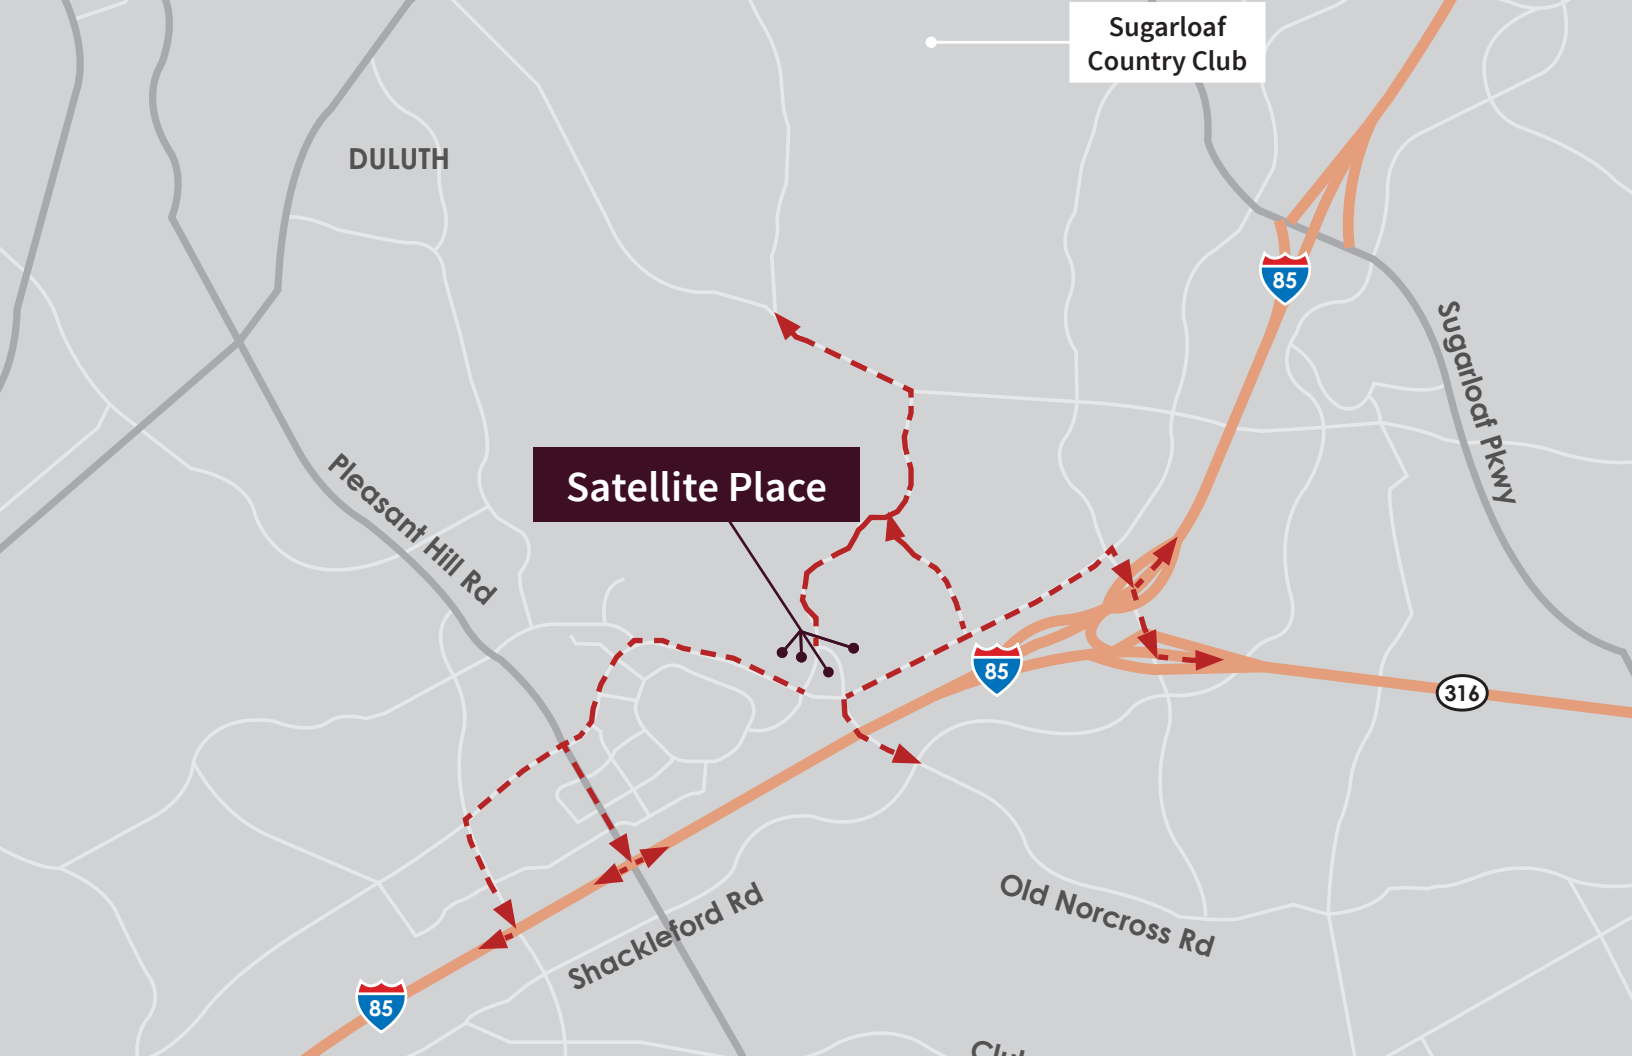 Sugarloaf
Country Club
DULUTH
85
Sugarloaf Pkwy
Pleasant Hill Rd
Satellite Place
85
316
Old Norcross Rd
Shackleford Rd
85